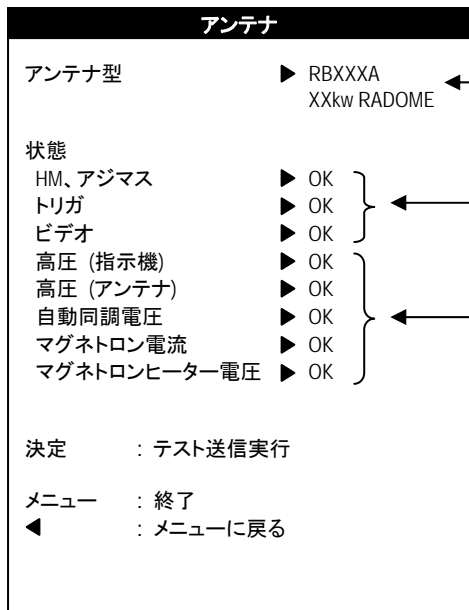 アンテナ
アンテナ型 ▶ RBXXXA
XXkw RADOME
状態
HM、アジマス ▶ OK
トリガ ▶ OK
ビデオ ▶ OK
高圧 (指示機) ▶ OK
高圧 (アンテナ) ▶ OK
自動同調電圧 ▶ OK
マグネトロン電流 ▶ OK
マグネトロンヒーター電圧 ▶ OK
決定 : テスト送信実行
メニュー : 終了
◀ : メニューに戻る